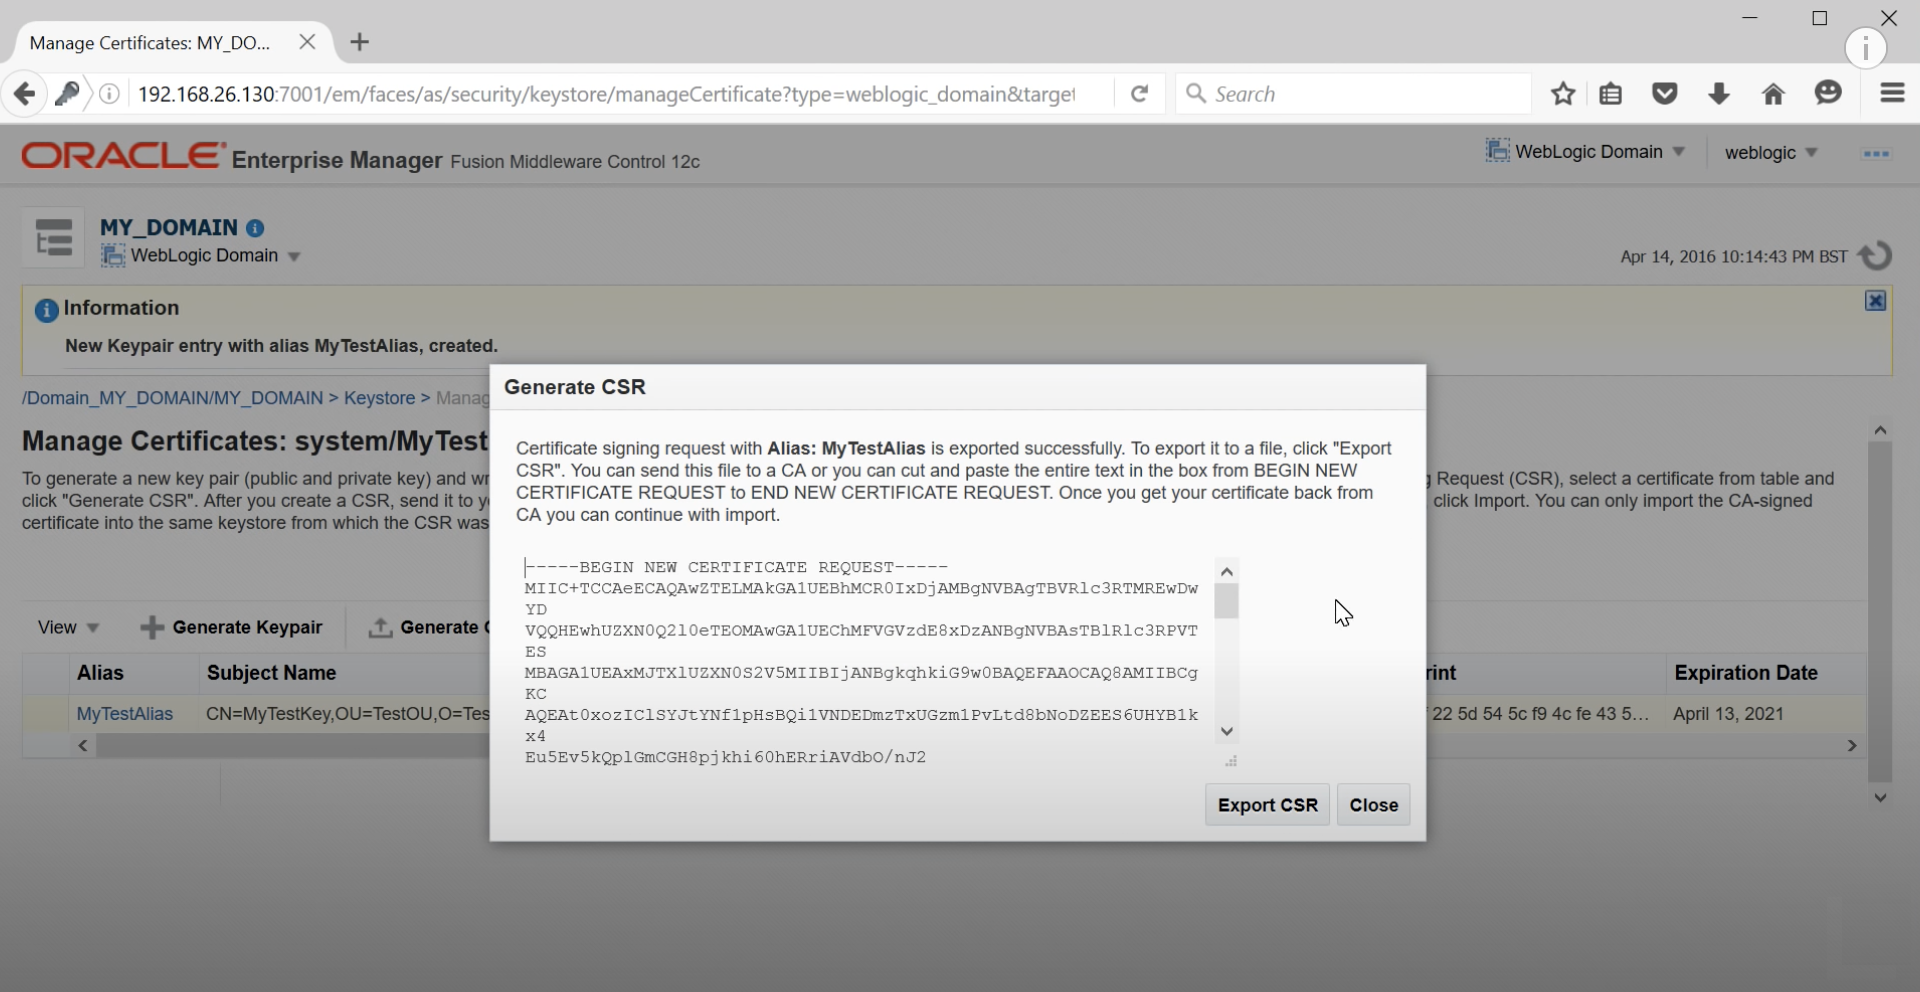 Manage Certificates: MY_DO...
192.168.26.130:7001/em/faces/as/security/keystore/manageCertificate?type=weblogic_domain&target
Search
ORACLE Enterprise Manager Fusion Middleware Control 12c
WebLogic Domain
weblogic
MY_DOMAIN
WebLogic Domain
Apr 14, 2016 10:14:43 PM BST
Information
New Keypair entry with alias MyTestAlias, created.
/Domain_MY_DOMAIN/MY_DOMAIN > Keystore > Manag
Manage Certificates: system/MyTest
To generate a new key pair (public and private key) and wr
Request (CSR), select a certificate from table and
click "Generate CSR". After you create a CSR, send it to y
click Import. You can only import the CA-signed
certificate into the same keystore from which the CSR was
Generate CSR
Certificate signing request with Alias: MyTestAlias is exported successfully. To export it to a file, click "Export
CSR". You can send this file to a CA or you can cut and paste the entire text in the box from BEGIN NEW
CERTIFICATE REQUEST to END NEW CERTIFICATE REQUEST. Once you get your certificate back from
CA you can continue with import.
-----BEGIN NEW CERTIFICATE REQUEST-----
MIIC+TCCAeECAQAwZTELMAkGA1UEBhMCR0IxDjAMBgNVBAgTBVRlc3RTMREwDw
YD
VQQHEwhUZXN0Q2l0eTEOMAwGA1UEChMFVGVzdE8xDzANBgNVBAsTBlRlc3RPVT
ES
MBAGA1UEAxMJTXlUZXN0S2V5MIIBIjANBgkqhkiG9w0BAQEFAAOCAQ8AMIIBCg
KC
AQEAt0xozIClSYJtYNf1pHsBQi1VNDEDmzTxUGzm1PvLtd8bNoDZEES6UHYB1k
x4
Eu5Ev5kQplGmCGH8pjkhi60hERriAVdbO/nJ2
Export CSR
Close
View
Generate Keypair
Generate
Alias
Subject Name
rint
Expiration Date
MyTestAlias
CN=MyTestKey,OU=TestOU,O=Tes
22 5d 54 5c f9 4c fe 43 5...
April 13, 2021